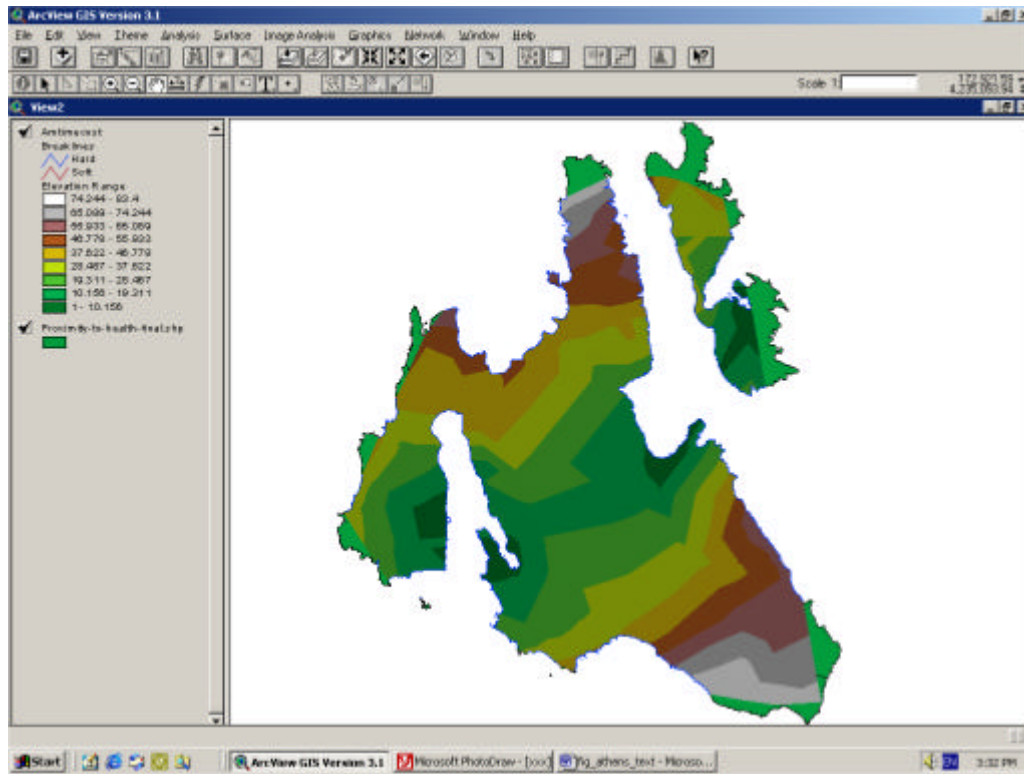 ArcView GIS Version 3.1
File Edit View Theme Analysis Surface Image Analysis Graphics Network Window Help
Scale 1:
View2
Amtimecost
Breaklines
Hard
Soft
Elevation Range
74.244 - 83.4
65.089 - 74.244
55.933 - 65.089
46.778 - 55.933
37.622 - 46.778
28.467 - 37.622
19.311 - 28.467
10.156 - 19.311
1 - 10.156
Proximity-to-health-final.shp
Start
ArcView GIS Version 3.1
Microsoft PhotoDraw - [xxx]
fig_athens_text - Microso...
EN
3:32 PM